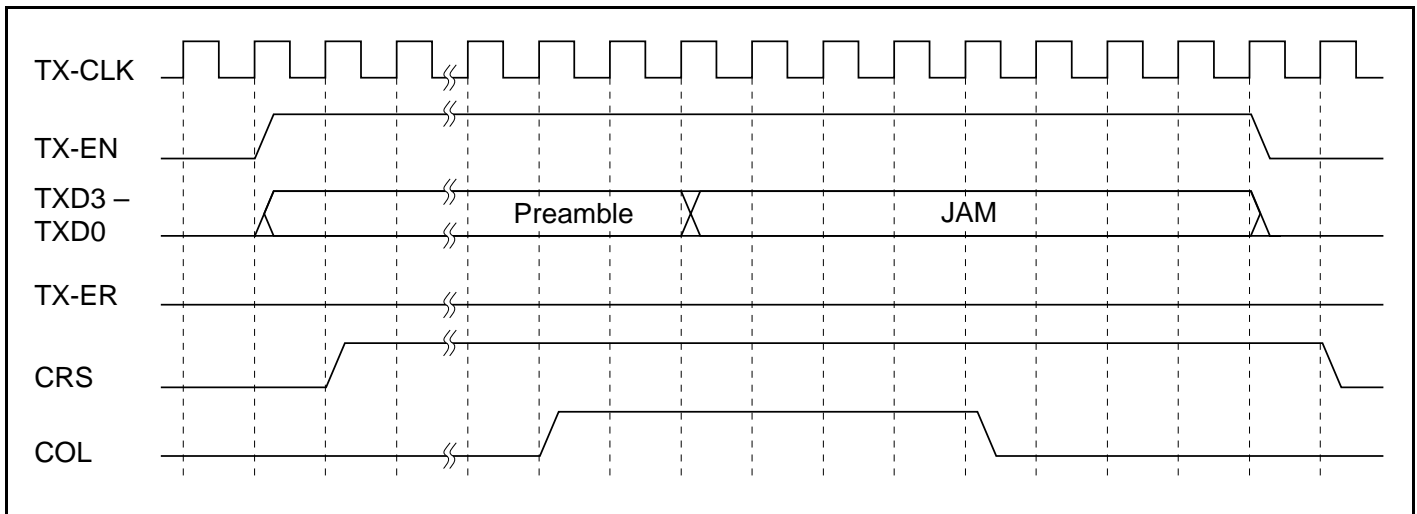 TX-CLK
TX-EN
TXD3 –
TXD0
Preamble
JAM
TX-ER
CRS
COL